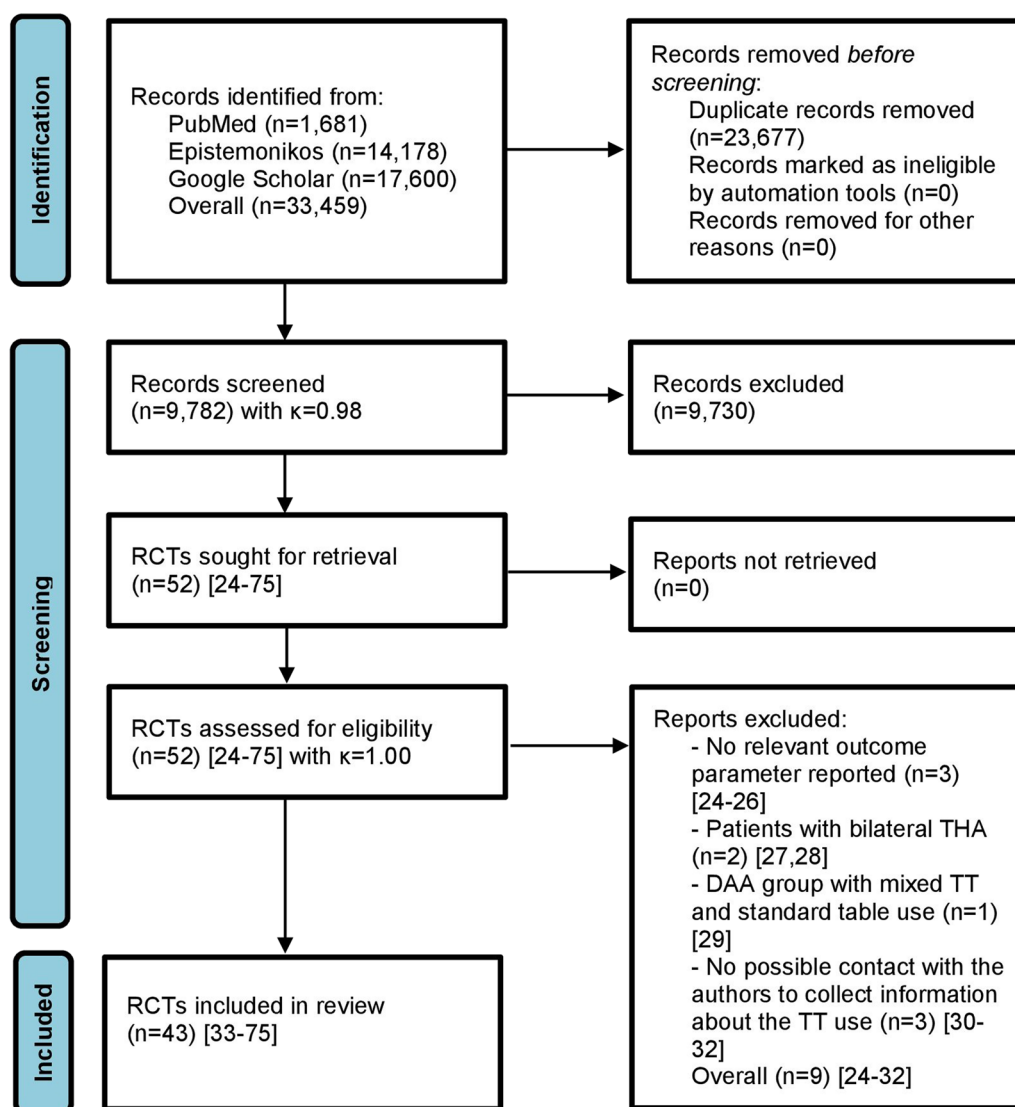 Identification
Records identified from:
PubMed (n=1,681)
Epistemonikos (n=14,178)
Google Scholar (n=17,600)
Overall (n=33,459)
Records removed before
screening:
Duplicate records removed
(n=23,677)
Records marked as ineligible
by automation tools (n=0)
Records removed for other
reasons (n=0)
Screening
Records screened
(n=9,782) with κ=0.98
Records excluded
(n=9,730)
RCTs sought for retrieval
(n=52) [24-75]
Reports not retrieved
(n=0)
RCTs assessed for eligibility
(n=52) [24-75] with κ=1.00
Reports excluded:
- No relevant outcome
parameter reported (n=3)
[24-26]
- Patients with bilateral THA
(n=2) [27,28]
- DAA group with mixed TT
and standard table use (n=1)
[29]
- No possible contact with the
authors to collect information
about the TT use (n=3) [30-
32]
Overall (n=9) [24-32]
Included
RCTs included in review
(n=43) [33-75]